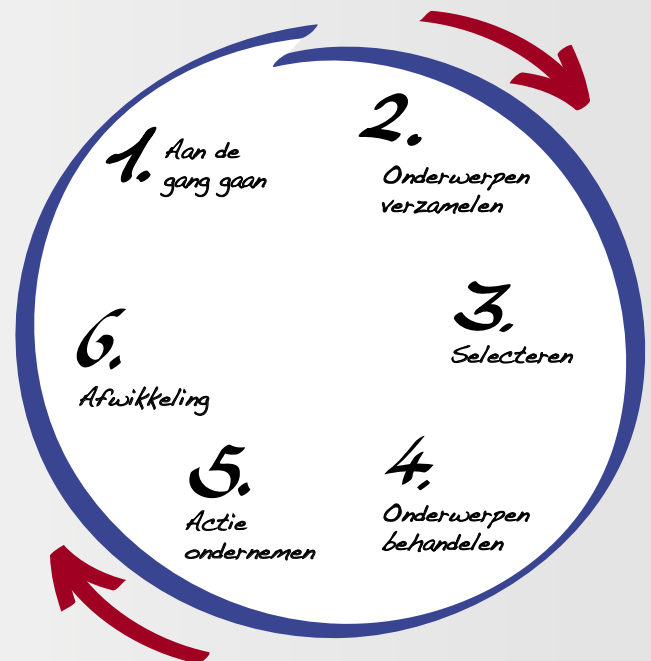 1. Aan de
gang gaan
2.
Onderwerpen
verzamelen
3.
Selecteren
4.
Onderwerpen
behandelen
5.
Actie
ondernemen
6.
Afwikkeling